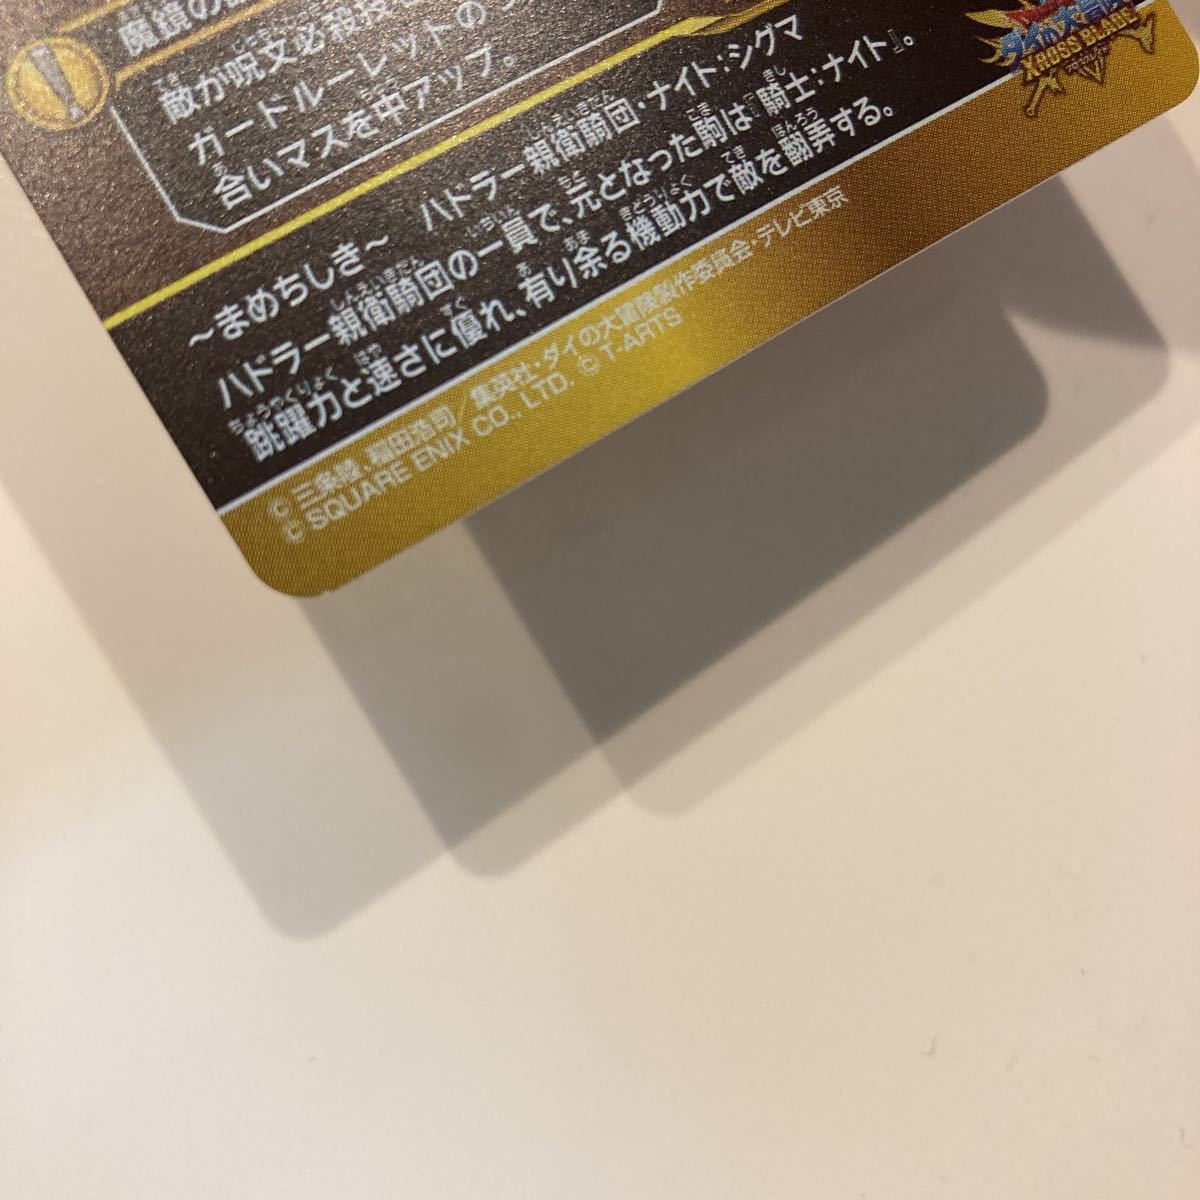 魔鏡の
敵が呪文必殺技を
ガードルーレットの
合いマスを中アップ。
～まめちしき～ ハドラー親衛騎団・ナイト:シグマ
ハドラー親衛騎団の一員で、元となった駒は『騎士:ナイト』。
跳躍力と速さに優れ、有り余る機動力で敵を翻弄する。
© 三条陸、稲田浩司／集英社・ダイの大冒険製作委員会・テレビ東京
© SQUARE ENIX CO., LTD. © T-ARTS
ダイの大冒険
XROSS BLADE